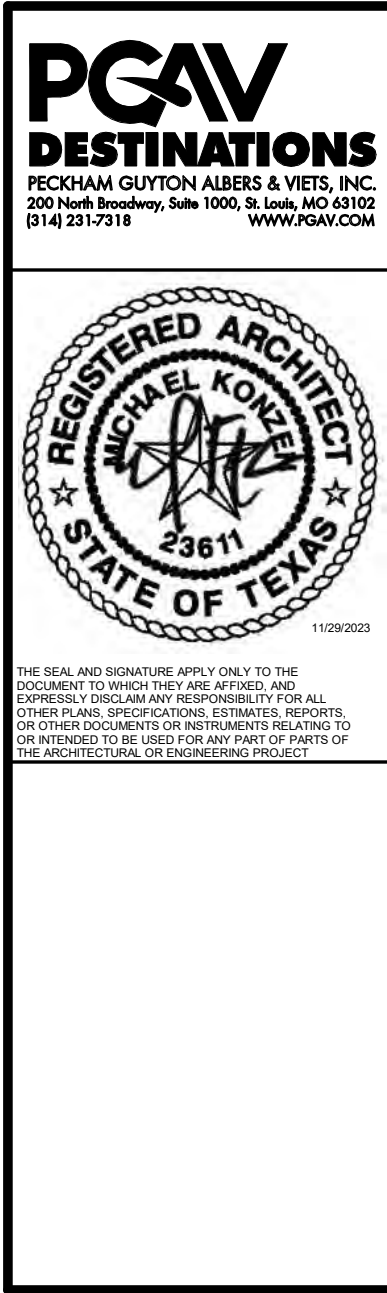 PGAV
DESTINATIONS
PECKHAM GUYTON ALBERS & VIETS, INC.
200 North Broadway, Suite 1000, St. Louis, MO 63102
(314) 231-7318 WWW.PGAV.COM
REGISTERED ARCHITECT
MICHAEL KONZEN
23611
STATE OF TEXAS
11/29/2023
THE SEAL AND SIGNATURE APPLY ONLY TO THE
DOCUMENT TO WHICH THEY ARE AFFIXED, AND
EXPRESSLY DISCLAIM ANY RESPONSIBILITY FOR ALL
OTHER PLANS, SPECIFICATIONS, ESTIMATES, REPORTS,
OR OTHER DOCUMENTS OR INSTRUMENTS RELATING TO
OR INTENDED TO BE USED FOR ANY PART OF PARTS OF
THE ARCHITECTURAL OR ENGINEERING PROJECT